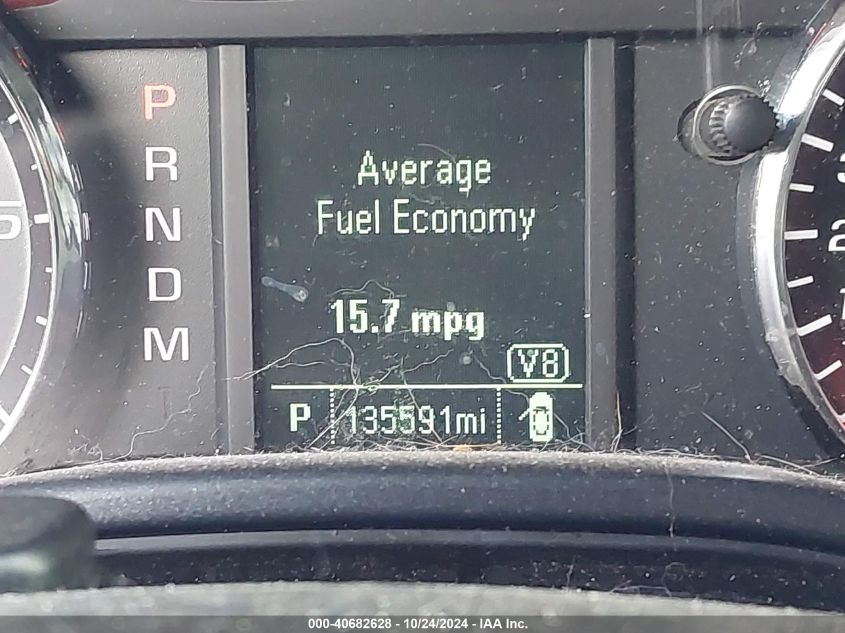 P
R
N
D
M
Average
Fuel Economy
15.7 mpg
V8
P 135591mi
000-40682628 - 10/24/2024 - IAA Inc.